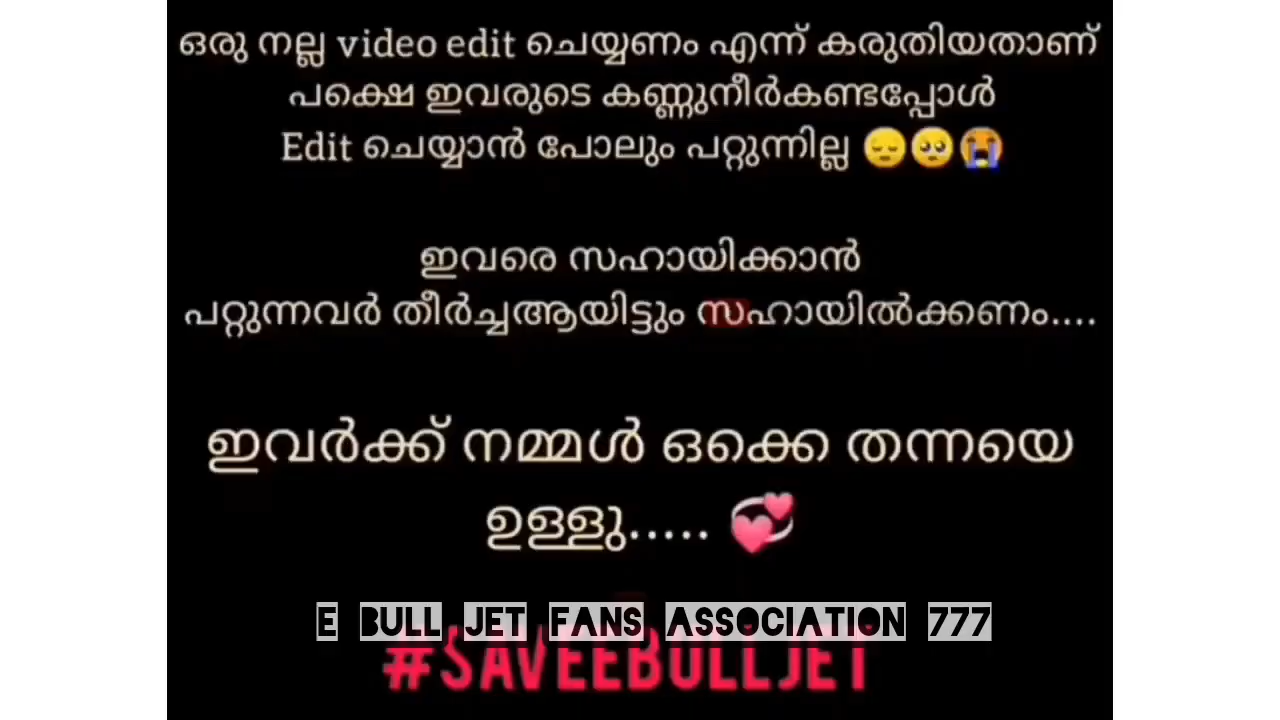 ഒരു നല്ല video edit ചെയ്യണം എന്ന് കരുതിയതാണ്
പക്ഷെ ഇവരുടെ കണ്ണുനീർകണ്ടപ്പോൾ
Edit ചെയ്യാൻ പോലും പറ്റുന്നില്ല 😔🥺😭
ഇവരെ സഹായിക്കാൻ
പറ്റുന്നവർ തീർച്ചആയിട്ടും സഹായിൽക്കണം....
ഇവർക്ക് നമ്മൾ ഒക്കെ തന്നയെ
ഉള്ളു..... 💞
E BULL JET FANS ASSOCIATION 777
#SAVEEBULLJET